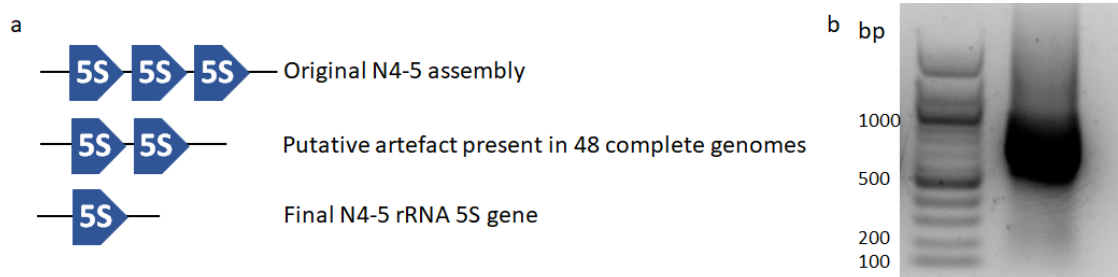 a
5S 5S 5S Original N4-5 assembly
5S 5S Putative artefact present in 48 complete genomes
5S Final N4-5 rRNA 5S gene
b bp
1000
500
200
100